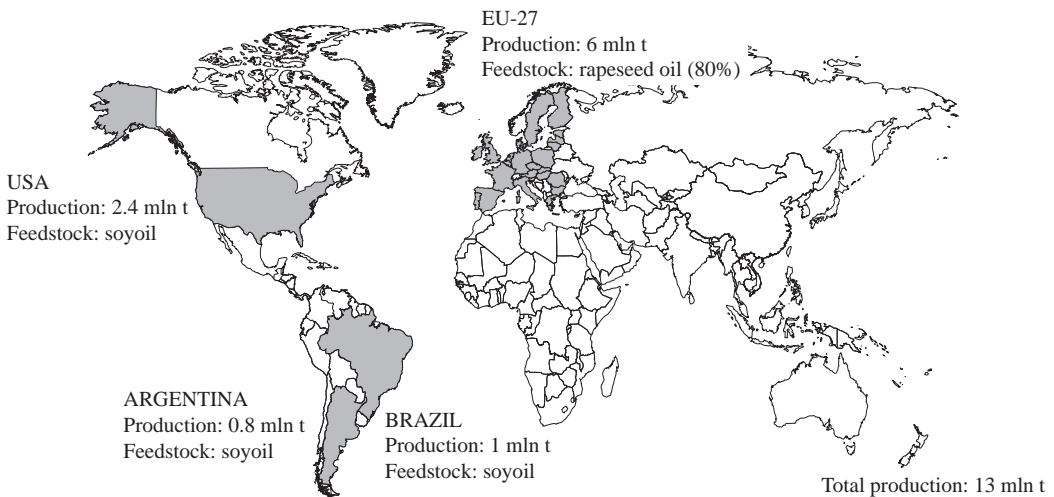 EU-27
Production: 6 mln t
Feedstock: rapeseed oil (80%)
USA
Production: 2.4 mln t
Feedstock: soyoil
ARGENTINA
Production: 0.8 mln t
Feedstock: soyoil
BRAZIL
Production: 1 mln t
Feedstock: soyoil
Total production: 13 mln t